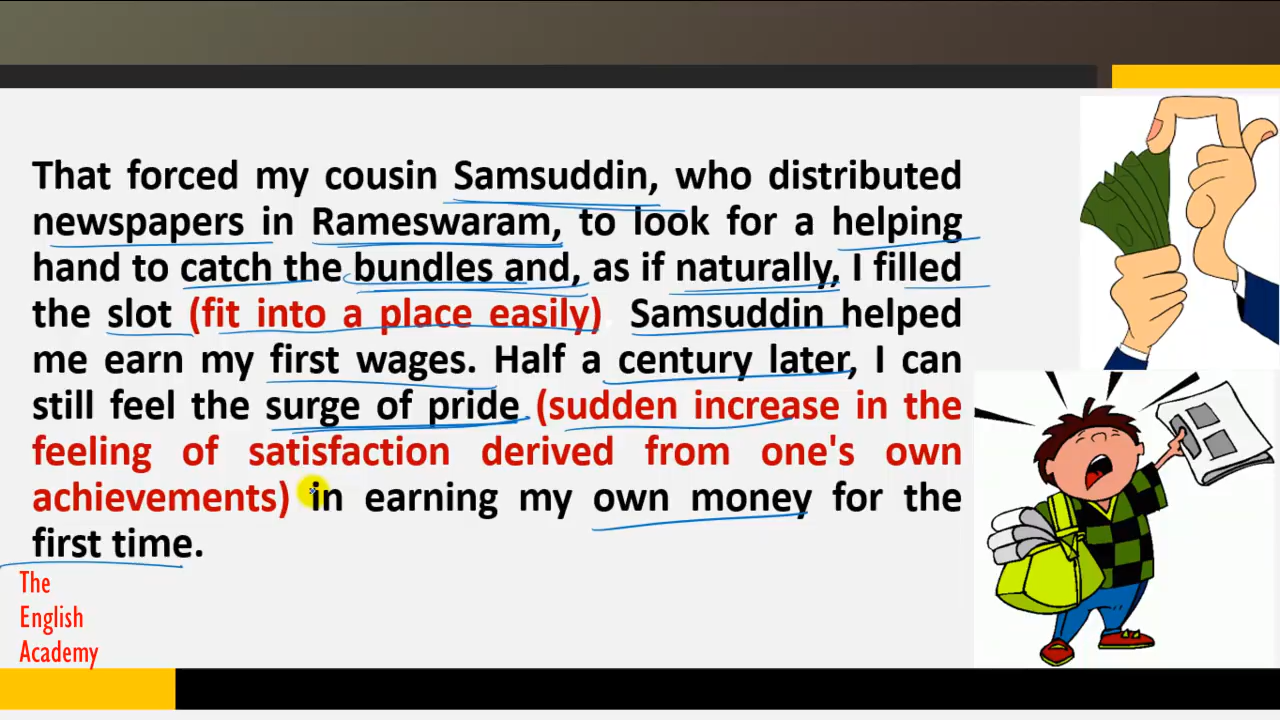 That forced my cousin Samsuddin, who distributed
newspapers in Rameswaram, to look for a helping
hand to catch the bundles and, as if naturally, I filled
the slot (fit into a place easily). Samsuddin helped
me earn my first wages. Half a century later, I can
still feel the surge of pride (sudden increase in the
feeling of satisfaction derived from one's own
achievements) in earning my own money for the
first time.
The
English
Academy